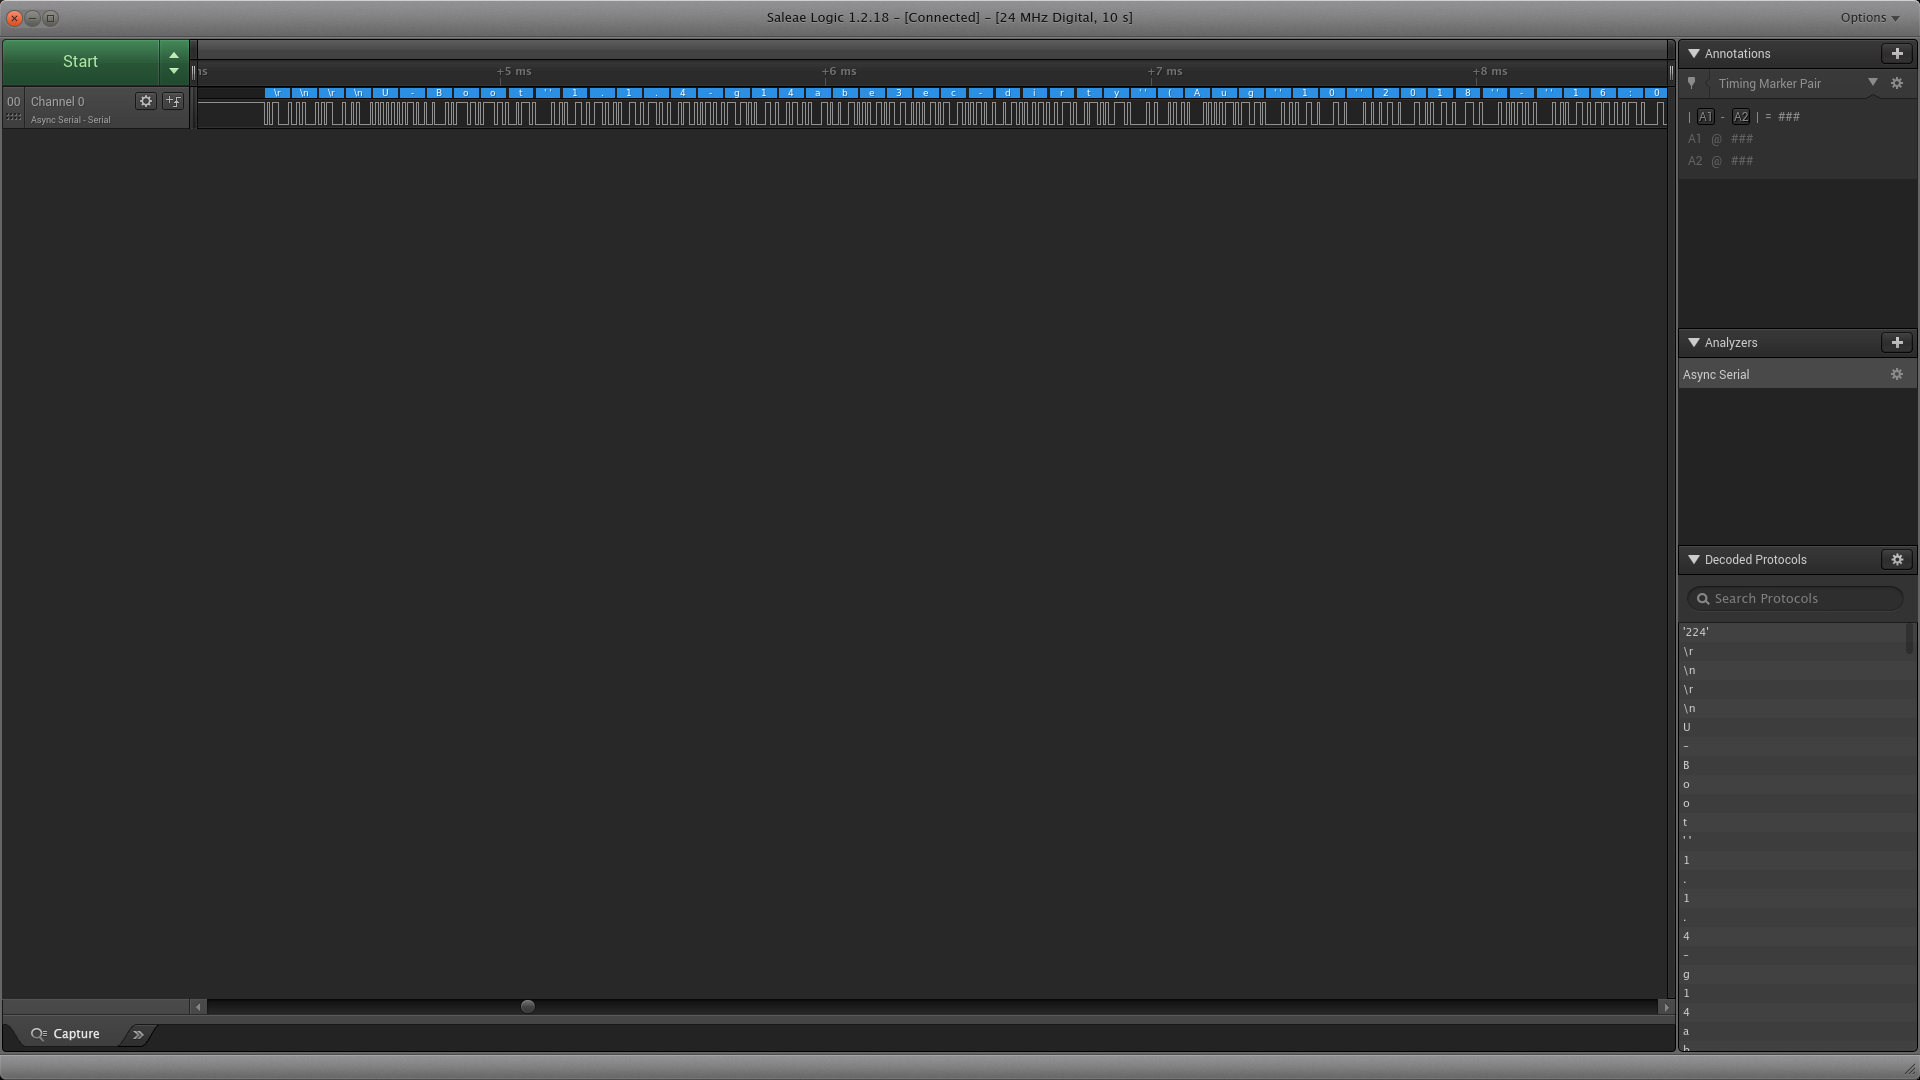 Saleae Logic 1.2.18 - [Connected] - [24 MHz Digital, 10 s]
Options
Start
+5 ms +6 ms +7 ms +8 ms
00 Channel 0
Async Serial - Serial
\r \n \r \n U - B o o t ' ' 1 . 1 . 4 - g 1 4 a b e 3 e c - d i r t y ' ' ( A u g ' ' 1 0 ' ' 2 0 1 8 ' ' - ' ' 1 6 : 0
Annotations
Timing Marker Pair
| A1 - A2 | = ###
A1 @ ###
A2 @ ###
Analyzers
Async Serial
Decoded Protocols
Search Protocols
'224'
\r
\n
\r
\n
U
-
B
o
o
t
' '
1
.
1
.
4
-
g
1
4
a
Capture